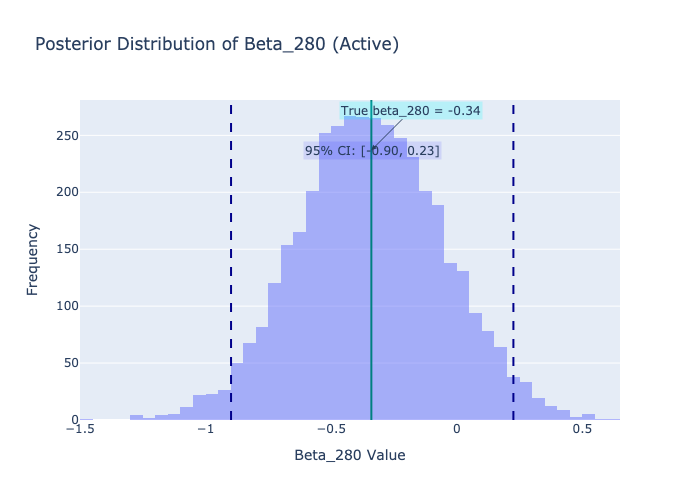 Posterior Distribution of Beta_280 (Active)
True beta_280 = -0.34
95% CI: [-0.90, 0.23]
Frequency
250
200
150
100
50
0
−1.5
−1
−0.5
0
0.5
Beta_280 Value